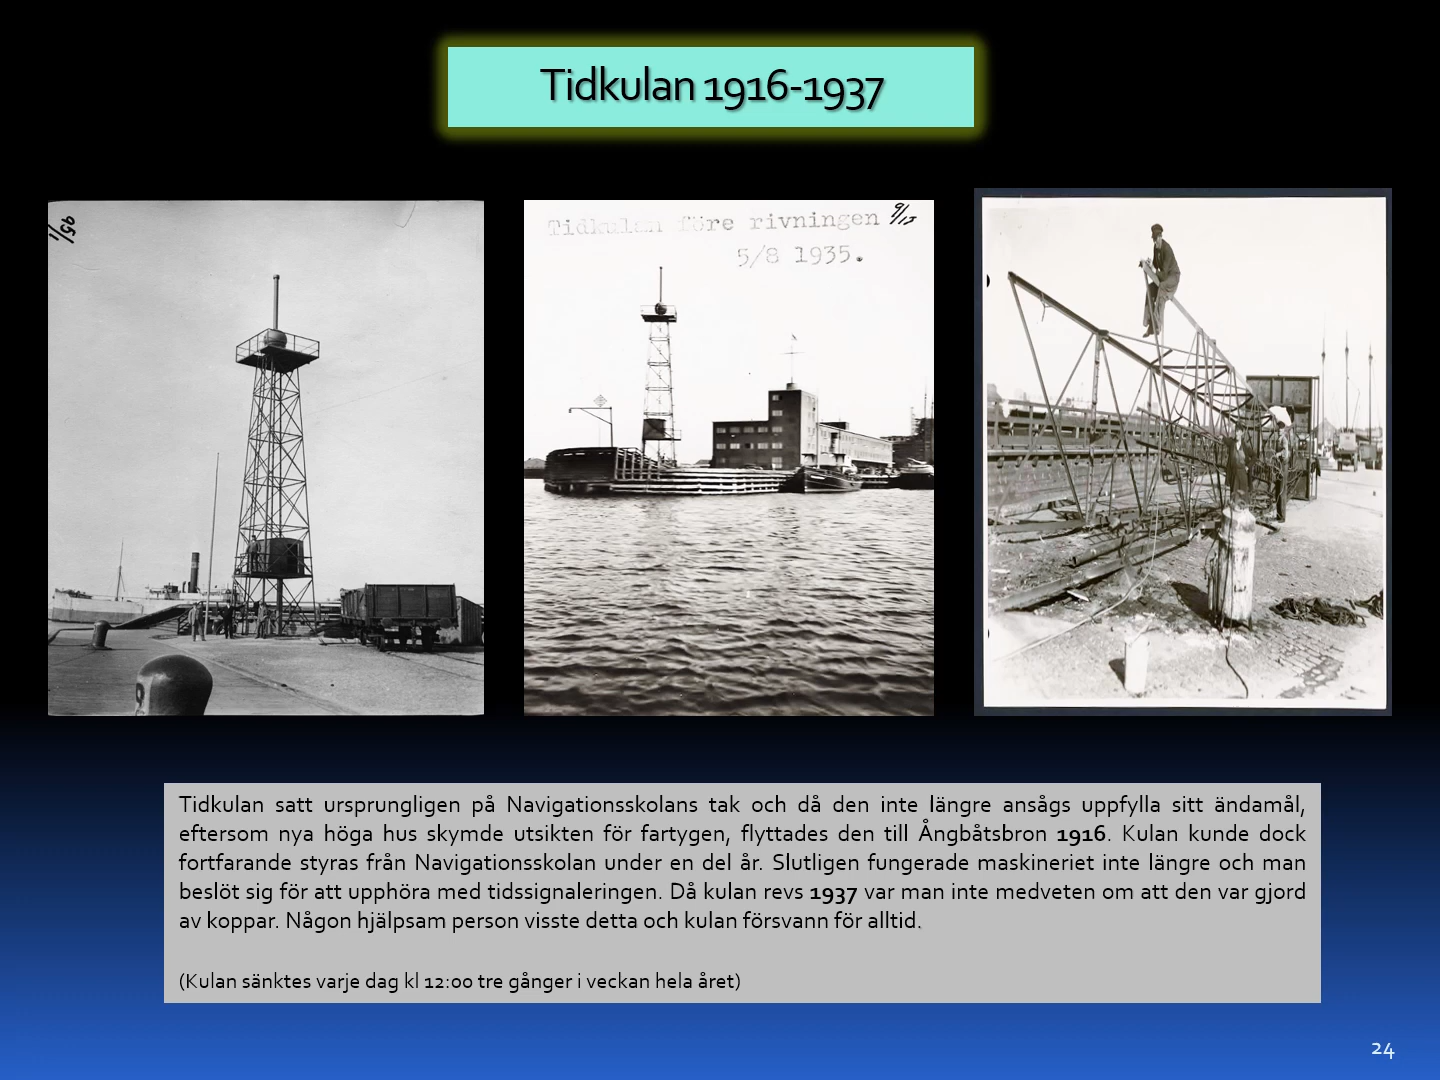 Tidkulan 1916-1937
1/56
Tidkulan före rivningen 9/13
5/8 1935.
Tidkulan satt ursprungligen på Navigationsskolans tak och då den inte längre ansågs uppfylla sitt ändamål,
eftersom nya höga hus skymde utsikten för fartygen, flyttades den till Ångbåtsbron 1916. Kulan kunde dock
fortfarande styras från Navigationsskolan under en del år. Slutligen fungerade maskineriet inte längre och man
beslöt sig för att upphöra med tidssignaleringen. Då kulan revs 1937 var man inte medveten om att den var gjord
av koppar. Någon hjälpsam person visste detta och kulan försvann för alltid.
(Kulan sänktes varje dag kl 12:00 tre gånger i veckan hela året)
24